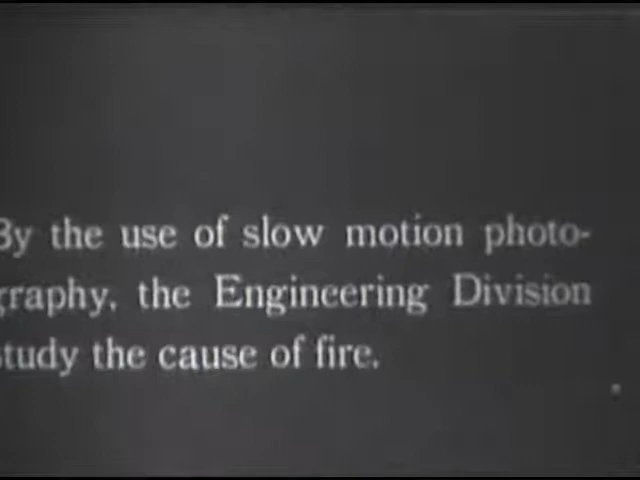 By the use of slow motion photo-
graphy, the Engineering Division
study the cause of fire.